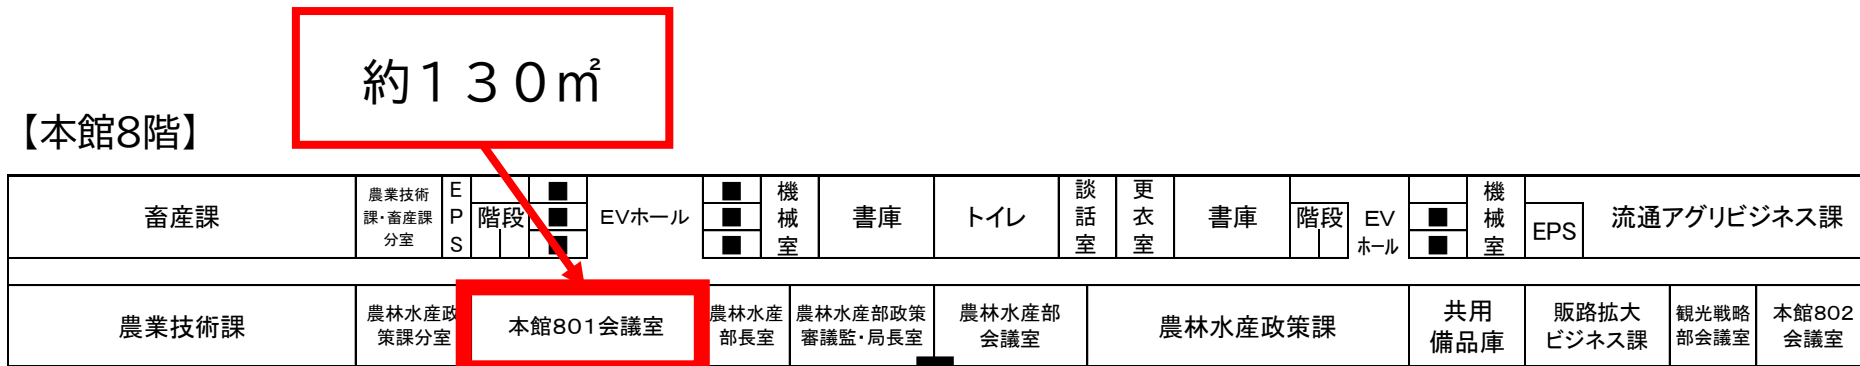 約１３０㎡
【本館8階】
畜産課
農業技術
課・畜産課
分室
EPS
階段
■
■
■
EVホール
■
■
■
機械室
書庫
トイレ
談話室
更衣室
書庫
階段
EV
ホール
■
■
機械室
EPS
流通アグリビジネス課
農業技術課
農林水産政
策課分室
本館801会議室
農林水産
部長室
農林水産部政策
審議監・局長室
農林水産部
会議室
農林水産政策課
共用
備品庫
販路拡大
ビジネス課
観光戦略
部会議室
本館802
会議室